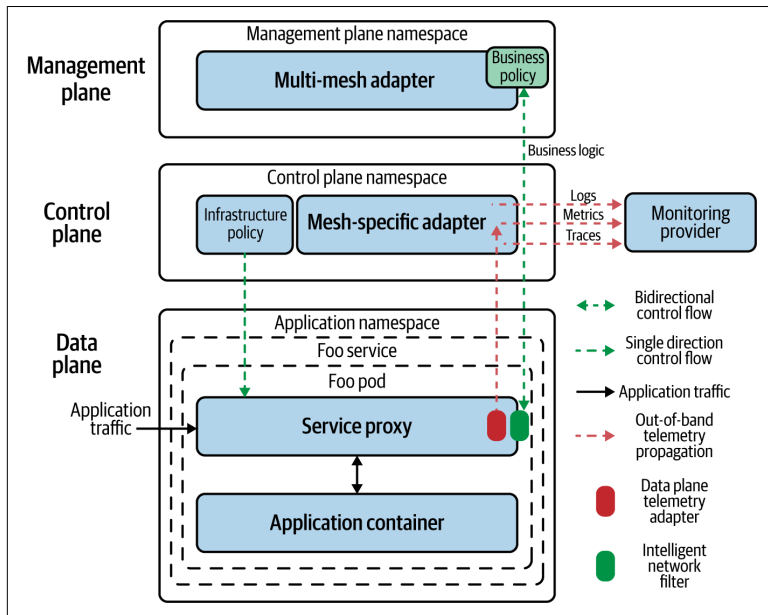 Management plane namespace
Management
plane
Multi-mesh adapter
Business
policy
Business logic
Control plane namespace
Control
plane
Infrastructure
policy
Mesh-specific adapter
Logs
Metrics
Traces
Monitoring
provider
Bidirectional
control flow
Single direction
control flow
Application traffic
Out-of-band
telemetry
propagation
Data plane
telemetry
adapter
Intelligent
network
filter
Data
plane
Application namespace
Foo service
Foo pod
Application
traffic
Service proxy
Application container